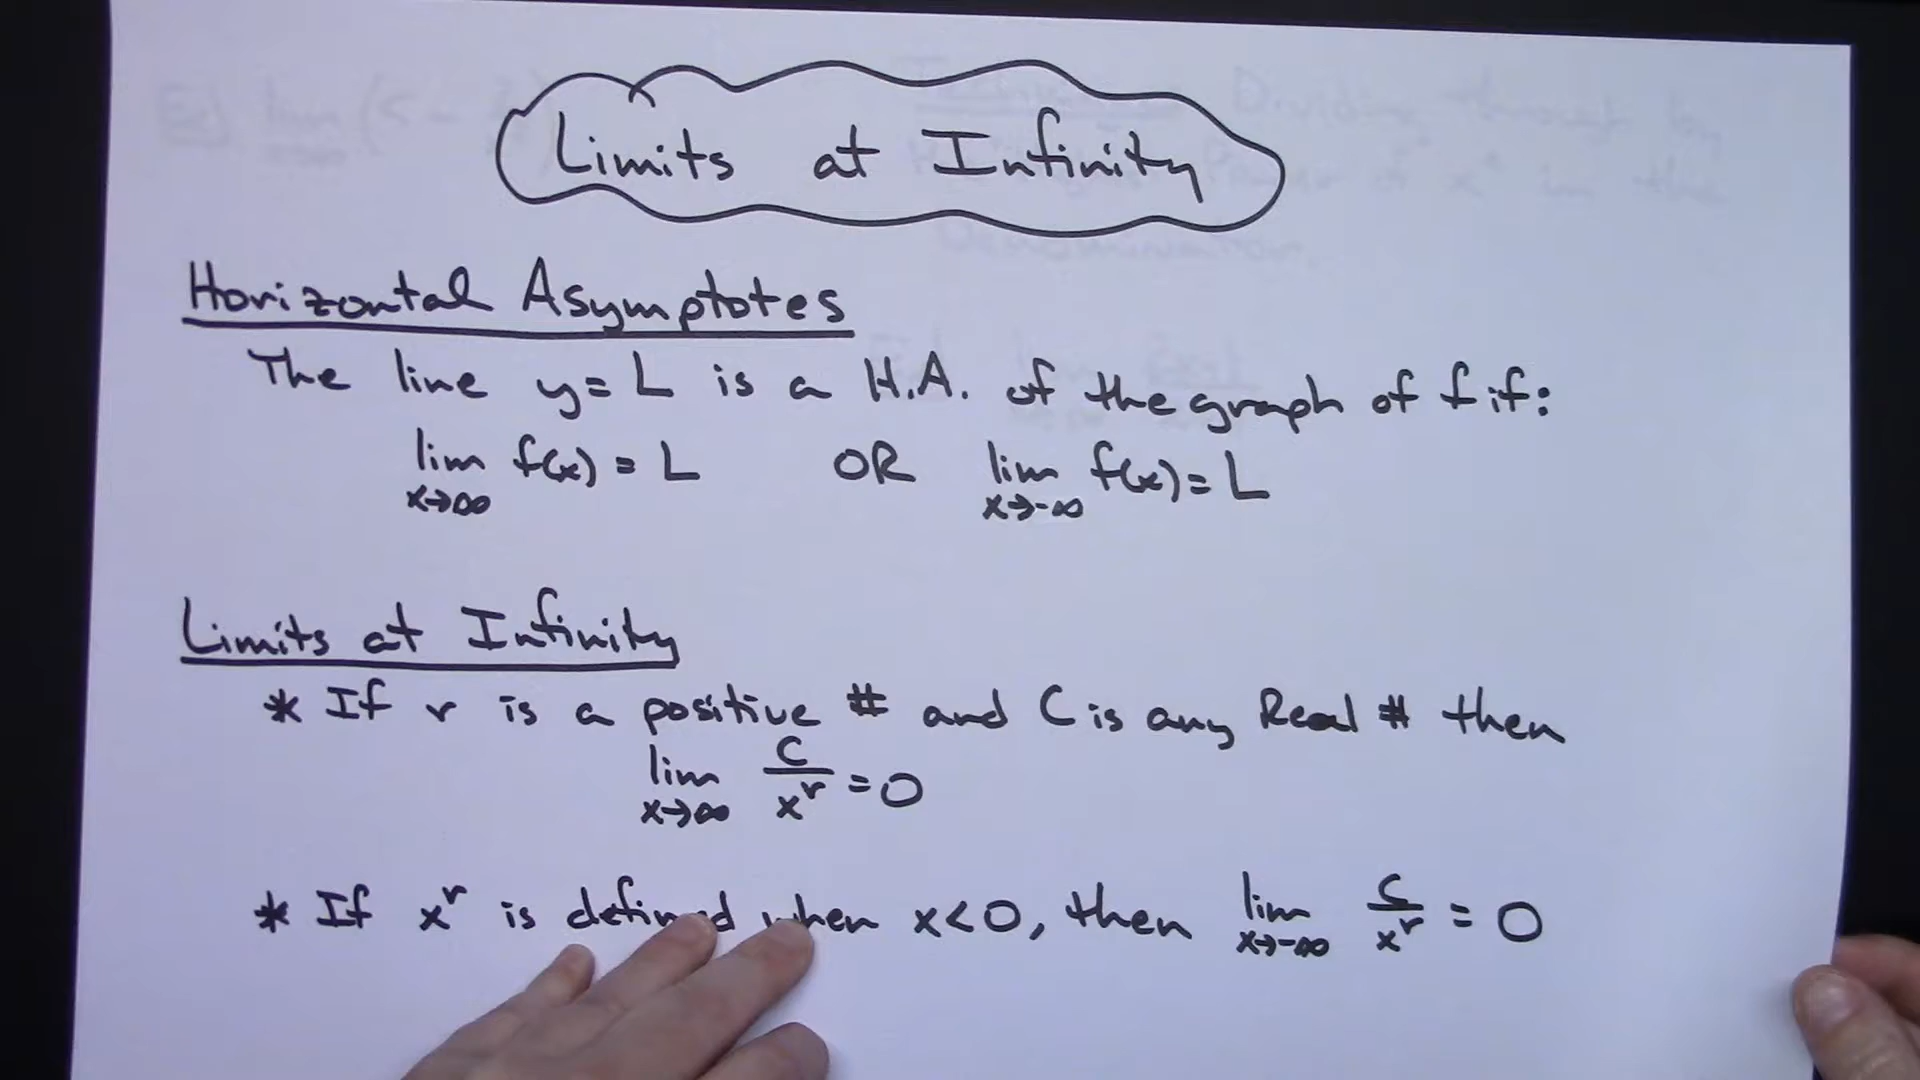 Limits at Infinity
Horizontal Asymptotes
The line y=L is a H.A. of the graph of f if:
lim x→∞ f(x) = L OR lim x→-∞ f(x) = L
Limits at Infinity
* If r is a positive # and C is any Real # then
lim x→∞ C/x^r = 0
* If x^r is defined when x<0, then lim x→-∞ C/x^r = 0